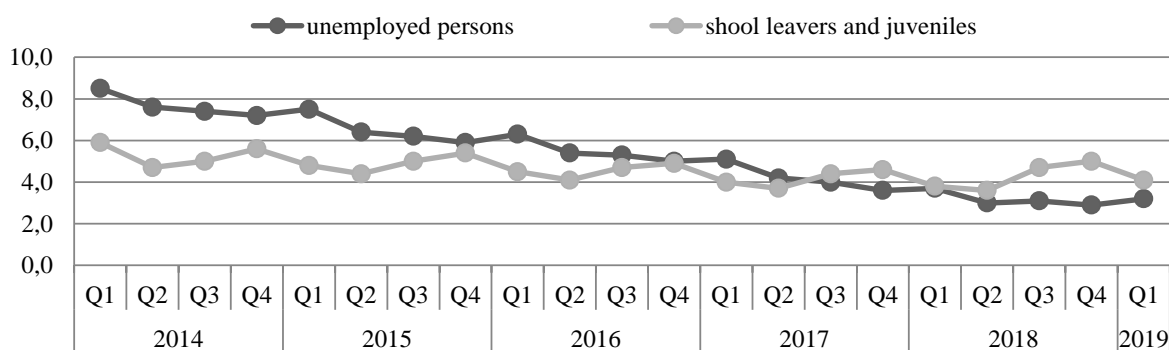 unemployed persons shool leavers and juveniles
10,0
8,0
6,0
4,0
2,0
0,0
Q1 Q2 Q3 Q4 Q1 Q2 Q3 Q4 Q1 Q2 Q3 Q4 Q1 Q2 Q3 Q4 Q1 Q2 Q3 Q4 Q1
2014 2015 2016 2017 2018 2019